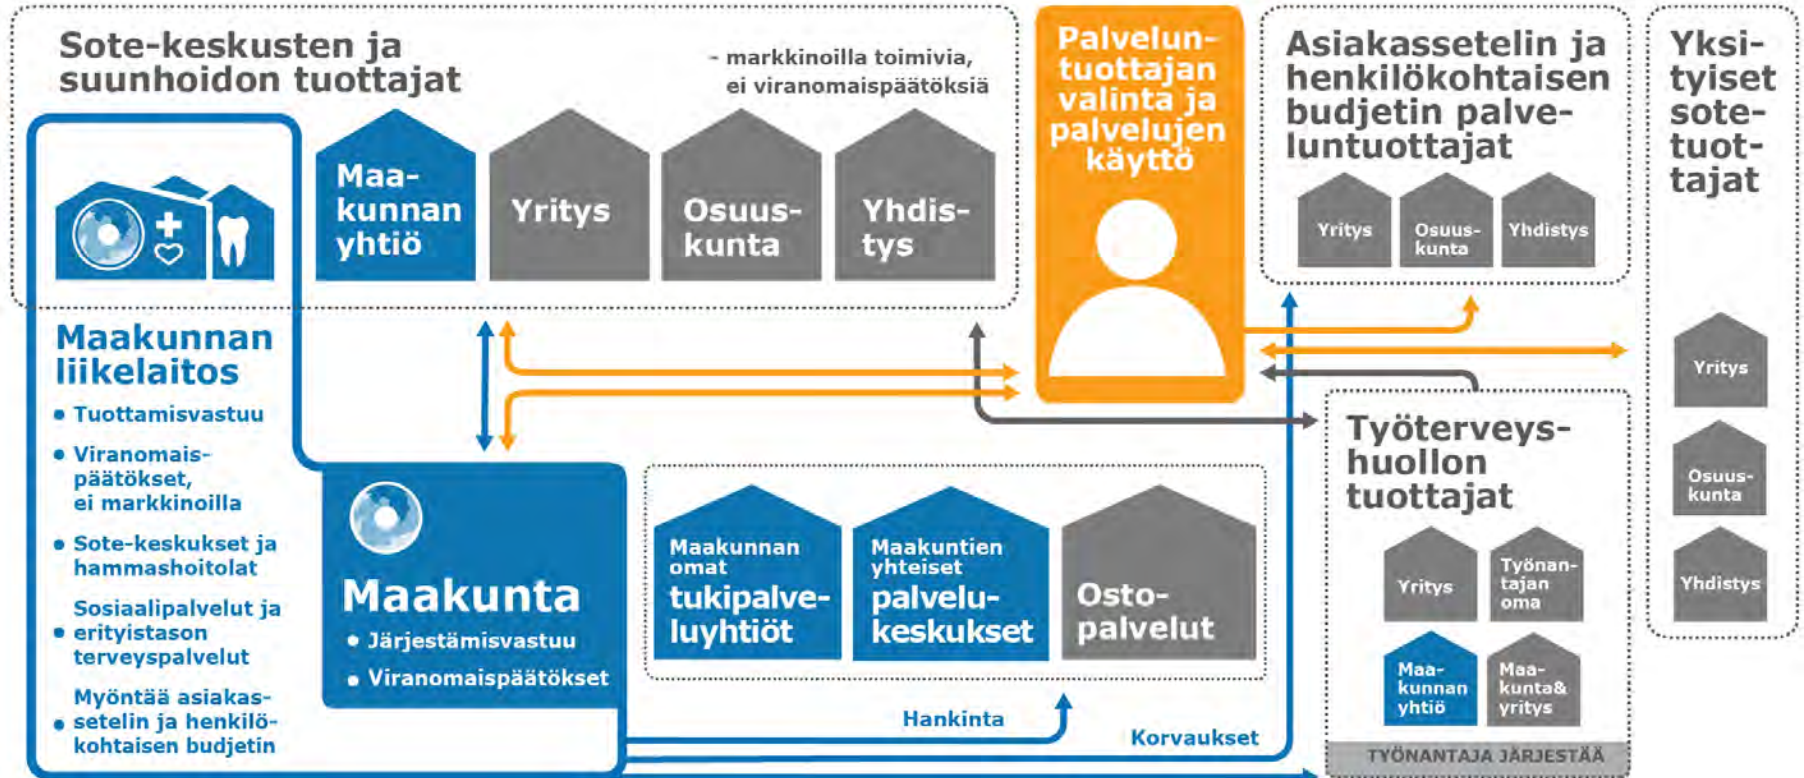 Sote-keskusten ja
suunhoidon tuottajat
- markkinoilla toimivia,
ei viranomaispäätöksiä
Maa-
kunnan
yhtiö
Yritys
Osuus-
kunta
Yhdis-
tys
Palvelun-
tuottajan
valinta ja
palvelujen
käyttö
Asiakassetelin ja
henkilökohtaisen
budjetin palve-
luntuottajat
Yritys
Osuus-
kunta
Yhdistys
Yksi-
tyiset
sote-
tuot-
tajat
Yritys
Osuus-
kunta
Yhdistys
Maakunnan
liikelaitos
• Tuottamisvastuu
• Viranomais-
päätökset,
ei markkinoilla
• Sote-keskukset ja
hammashoitolat
Sosiaalipalvelut ja
• erityistason
terveyspalvelut
Myöntää asiakas-
• setelin ja henkilö-
kohtaisen budjetin
Maakunta
• Järjestämisvastuu
• Viranomaispäätökset
Maakunnan
omat
tukipalve-
luyhtiöt
Maakuntien
yhteiset
palvelu-
keskukset
Osto-
palvelut
Hankinta
Korvaukset
Työterveys-
huollon
tuottajat
Yritys
Työnan-
tajan
oma
Maa-
kunnan
yhtiö
Maa-
kunta&
yritys
TYÖNANTAJA JÄRJESTÄÄ